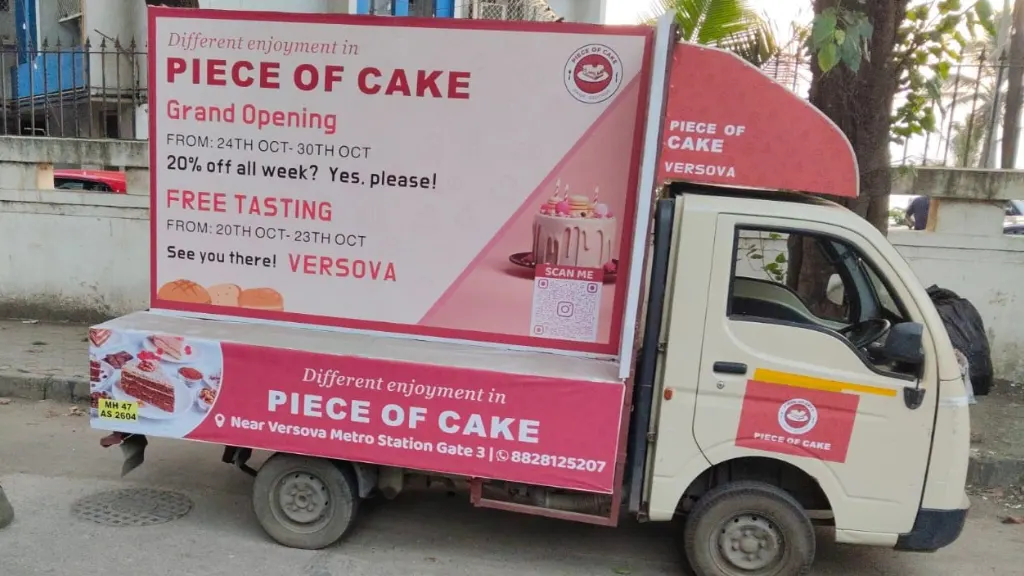 Different enjoyment in
PIECE OF CAKE
Grand Opening
FROM: 24TH OCT- 30TH OCT
20% off all week? Yes, please!
FREE TASTING
FROM: 20TH OCT- 23TH OCT
See you there! VERSOVA
PIECE OF CAKE
SCAN ME
PIECE OF
CAKE
VERSOVA
MH 47
AS 2604
Different enjoyment in
PIECE OF CAKE
Near Versova Metro Station Gate 3 | 8828125207
PIECE OF CAKE